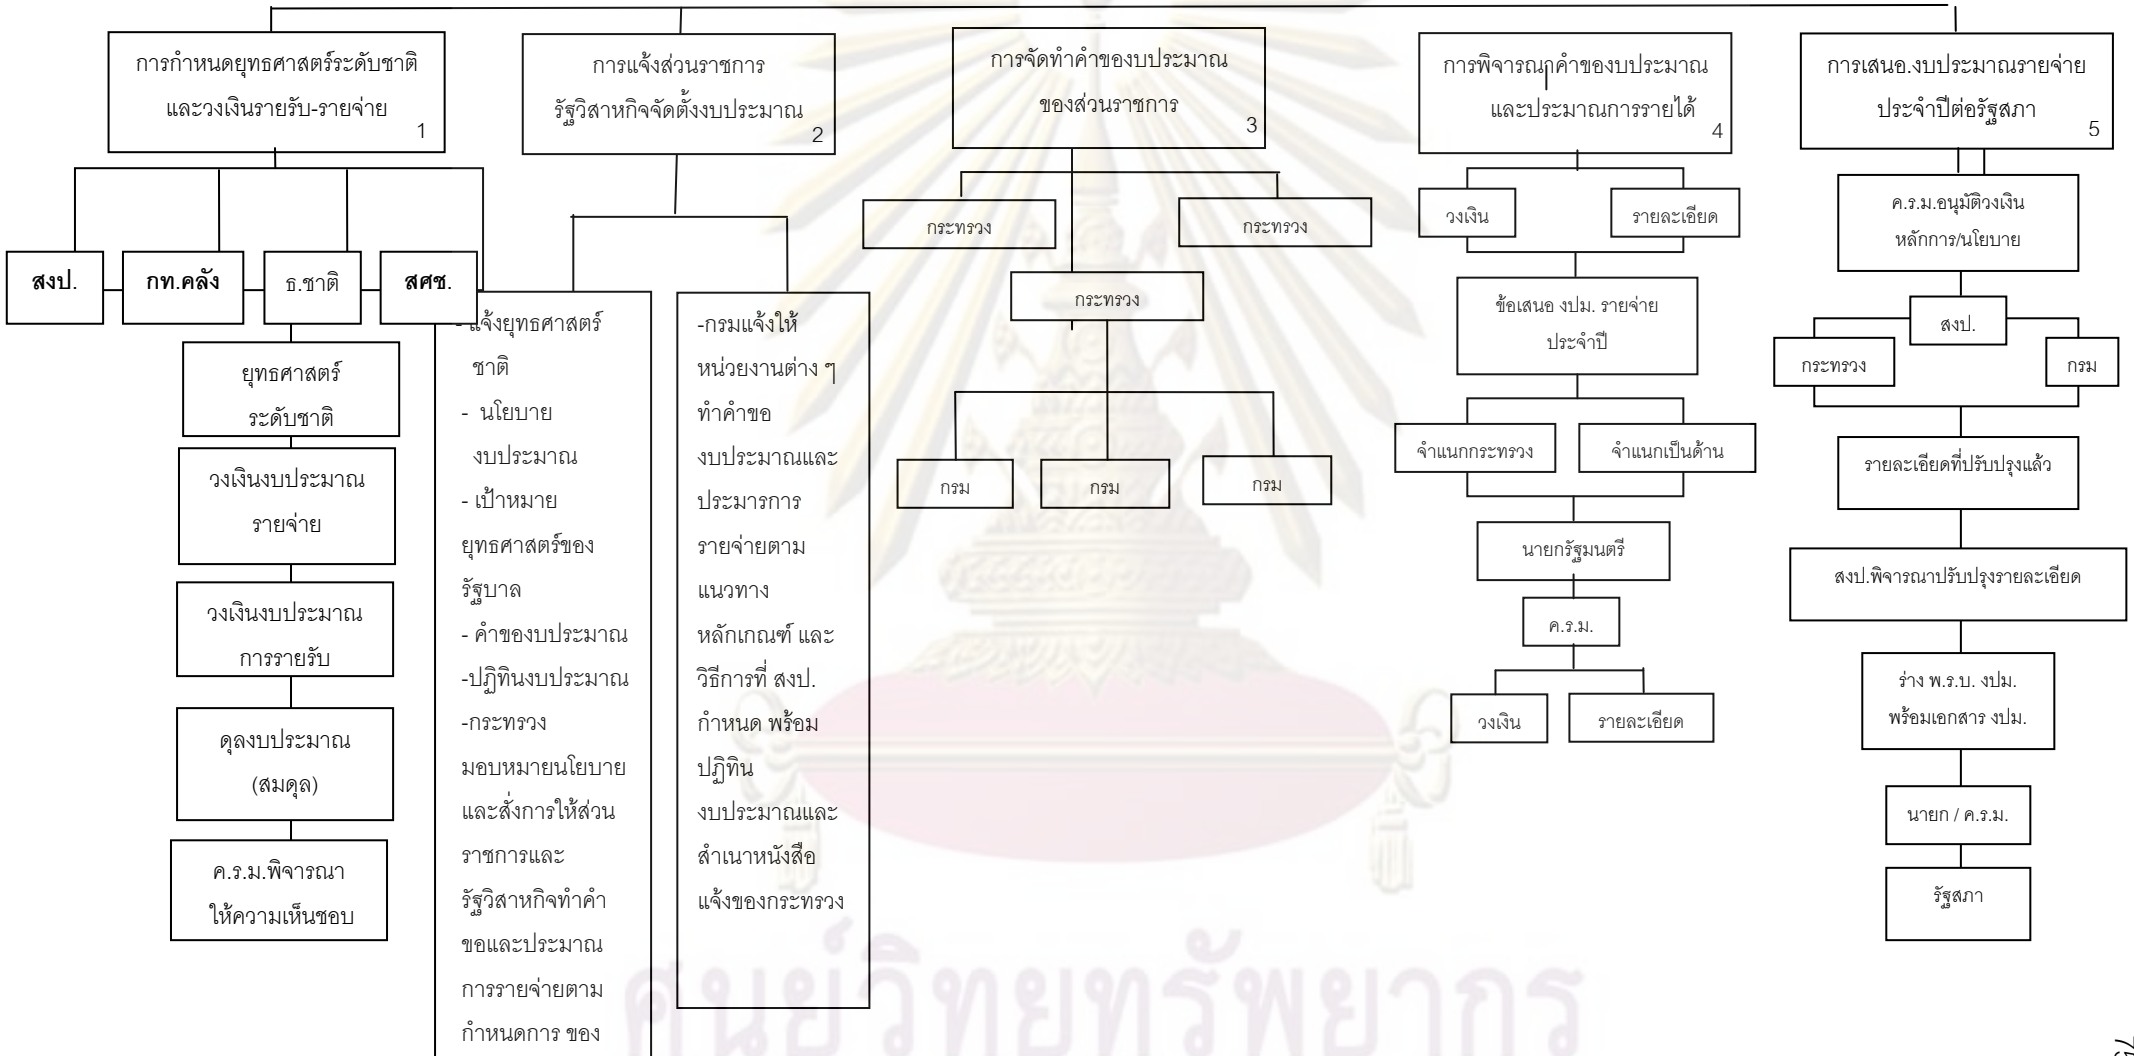 การกำหนดยุทธศาสตร์ระดับชาติ
และวงเงินรายรับ-รายจ่าย
1
สงป.
กท.คลัง
ธ.ชาติ
สศช.
ยุทธศาสตร์
ระดับชาติ
วงเงินงบประมาณ
รายจ่าย
วงเงินงบประมาณ
การรายรับ
ดุลงบประมาณ
(สมดุล)
ค.ร.ม.พิจารณา
ให้ความเห็นชอบ
การแจ้งส่วนราชการ
รัฐวิสาหกิจจัดตั้งงบประมาณ
2
- แจ้งยุทธศาสตร์
ชาติ
- นโยบาย
งบประมาณ
- เป้าหมาย
ยุทธศาสตร์ของ
รัฐบาล
- คำของบประมาณ
-ปฏิทินงบประมาณ
-กระทรวง
มอบหมายนโยบาย
และสั่งการให้ส่วน
ราชการและ
รัฐวิสาหกิจทำคำ
ขอและประมาณ
การรายจ่ายตาม
กำหนดการ ของ
-กรมแจ้งให้
หน่วยงานต่าง ๆ
ทำคำขอ
งบประมาณและ
ประมารการ
รายจ่ายตาม
แนวทาง
หลักเกณฑ์ และ
วิธีการที่ สงป.
กำหนด พร้อม
ปฏิทิน
งบประมาณและ
สำเนาหนังสือ
แจ้งของกระทรวง
การจัดทำคำของบประมาณ
ของส่วนราชการ
3
กระทรวง
กระทรวง
กระทรวง
กรม
กรม
กรม
การพิจารณาคำของบประมาณ
และประมาณการรายได้
4
วงเงิน
รายละเอียด
ข้อเสนอ งปม. รายจ่าย
ประจำปี
จำแนกกระทรวง
จำแนกเป็นด้าน
นายกรัฐมนตรี
ค.ร.ม.
วงเงิน
รายละเอียด
การเสนอ.งบประมาณรายจ่าย
ประจำปีต่อรัฐสภา
5
ค.ร.ม.อนุมัติวงเงิน
หลักการ/นโยบาย
สงป.
กระทรวง
กรม
รายละเอียดที่ปรับปรุงแล้ว
สงป.พิจารณาปรับปรุงรายละเอียด
ร่าง พ.ร.บ. งปม.
พร้อมเอกสาร งปม.
นายก / ค.ร.ม.
รัฐสภา
ศูนย์วิทยทรัพยากร